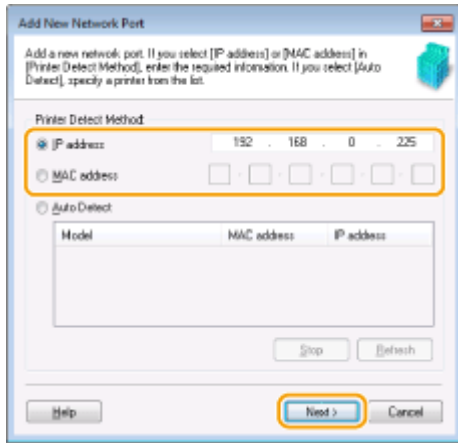 Add New Network Port
Add a new network port. If you select [IP address] or [MAC address] in
[Printer Detect Method], enter the required information. If you select [Auto
Detect], specify a printer from the list.
Printer Detect Method:
IP address 192 . 168 . 0 . 225
MAC address - - - - -
Auto Detect
Model MAC address IP address
Stop Refresh
Help Next > Cancel